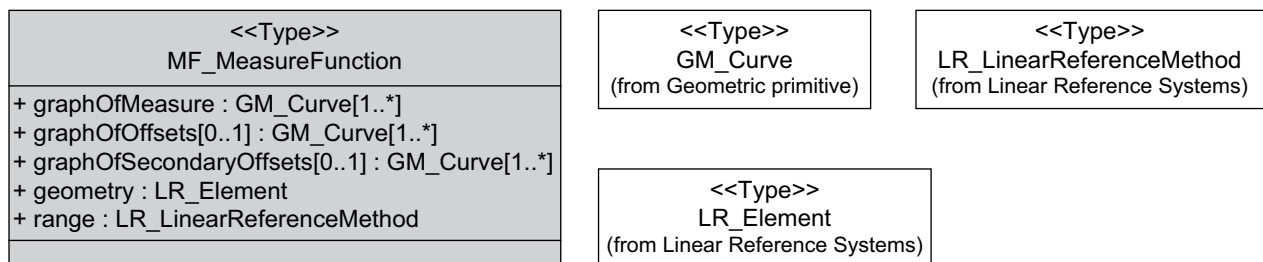 <<Type>>
MF_MeasureFunction
+ graphOfMeasure : GM_Curve[1..*]
+ graphOfOffsets[0..1] : GM_Curve[1..*]
+ graphOfSecondaryOffsets[0..1] : GM_Curve[1..*]
+ geometry : LR_Element
+ range : LR_LinearReferenceMethod
<<Type>>
GM_Curve
(from Geometric primitive)
<<Type>>
LR_LinearReferenceMethod
(from Linear Reference Systems)
<<Type>>
LR_Element
(from Linear Reference Systems)